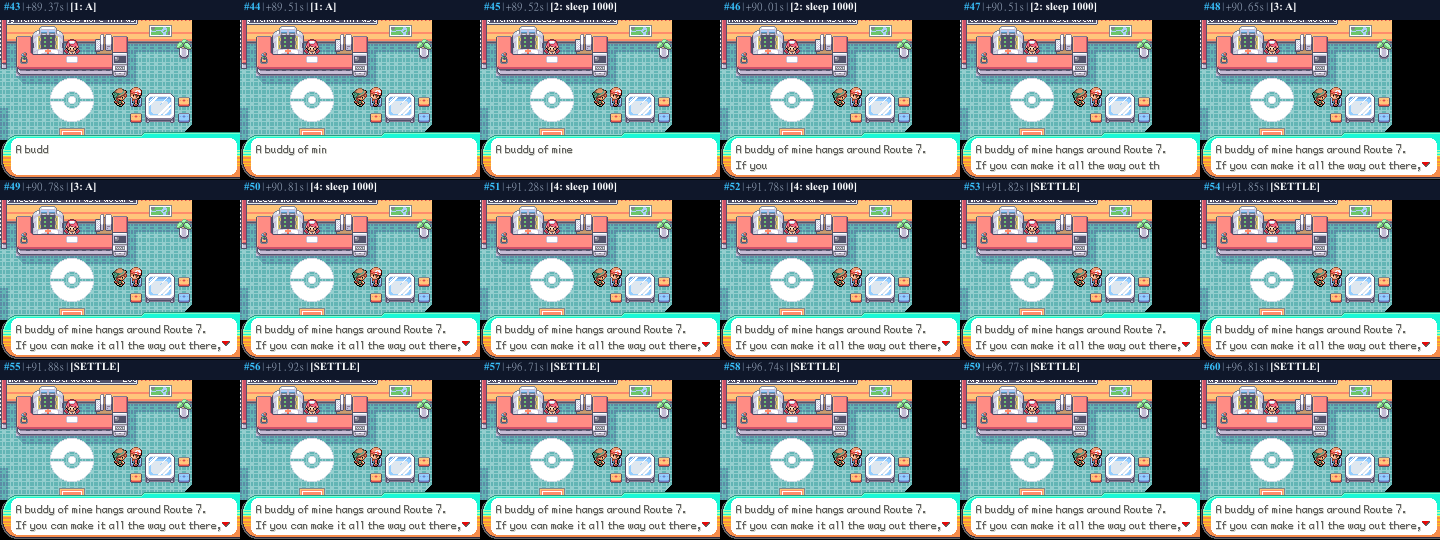 #43 | +89.37s | [1: A]
A budd
#44 | +89.51s | [1: A]
A buddy of min
#45 | +89.52s | [2: sleep 1000]
A buddy of mine
#46 | +90.01s | [2: sleep 1000]
A buddy of mine hangs around Route 7.
If you
#47 | +90.51s | [2: sleep 1000]
A buddy of mine hangs around Route 7.
If you can make it all the way out th
#48 | +90.65s | [3: A]
A buddy of mine hangs around Route 7.
If you can make it all the way out there,
#49 | +90.78s | [3: A]
A buddy of mine hangs around Route 7.
If you can make it all the way out there,
#50 | +90.81s | [4: sleep 1000]
A buddy of mine hangs around Route 7.
If you can make it all the way out there,
#51 | +91.28s | [4: sleep 1000]
A buddy of mine hangs around Route 7.
If you can make it all the way out there,
#52 | +91.78s | [4: sleep 1000]
A buddy of mine hangs around Route 7.
If you can make it all the way out there,
#53 | +91.82s | [SETTLE]
A buddy of mine hangs around Route 7.
If you can make it all the way out there,
#54 | +91.85s | [SETTLE]
A buddy of mine hangs around Route 7.
If you can make it all the way out there,
#55 | +91.88s | [SETTLE]
A buddy of mine hangs around Route 7.
If you can make it all the way out there,
#56 | +91.92s | [SETTLE]
A buddy of mine hangs around Route 7.
If you can make it all the way out there,
#57 | +96.71s | [SETTLE]
A buddy of mine hangs around Route 7.
If you can make it all the way out there,
#58 | +96.74s | [SETTLE]
A buddy of mine hangs around Route 7.
If you can make it all the way out there,
#59 | +96.77s | [SETTLE]
A buddy of mine hangs around Route 7.
If you can make it all the way out there,
#60 | +96.81s | [SETTLE]
A buddy of mine hangs around Route 7.
If you can make it all the way out there,